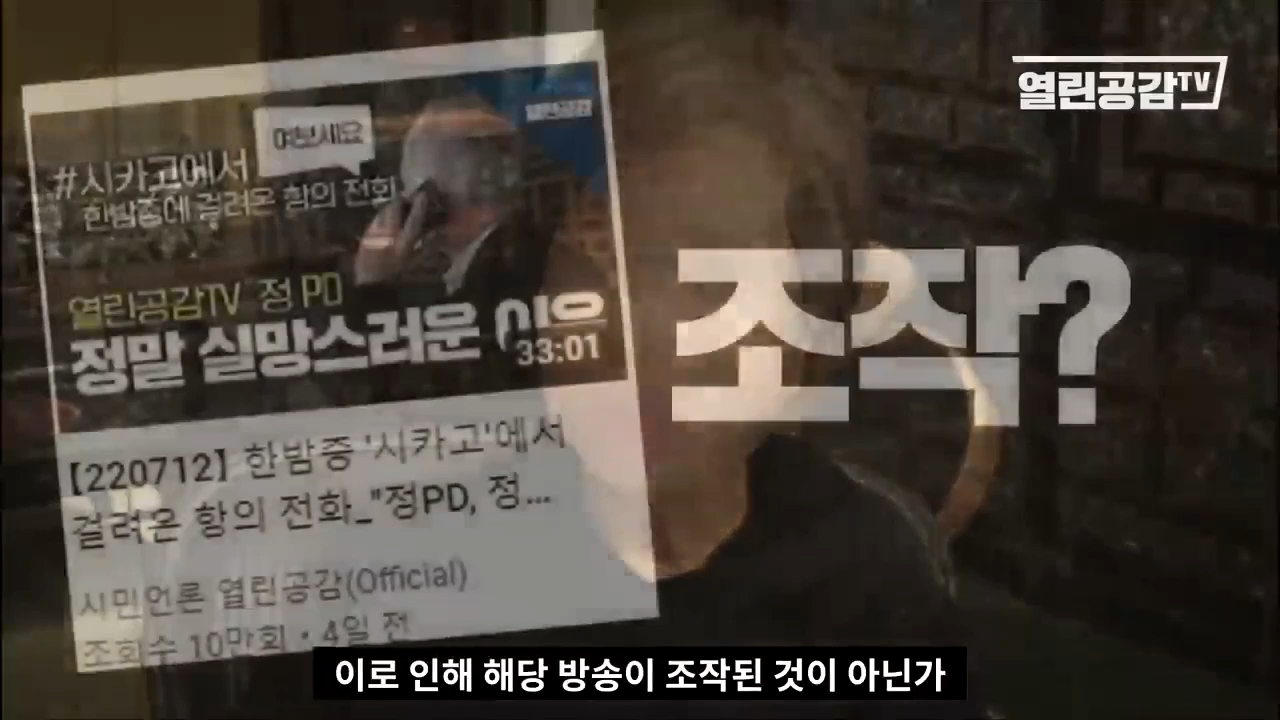 열린공감TV
여보세요
열린공감
#시카고에서
한밤중에 걸려온 항의 전화
열린공감TV 정 PD
정말 실망스러운
33:01
조작?
【220712】 한밤중 '시카고'에서
걸려온 항의 전화_"정PD, 정...
시민언론 열린공감(Official)
조회수 10만회 · 4일 전
이로 인해 해당 방송이 조작된 것이 아닌가